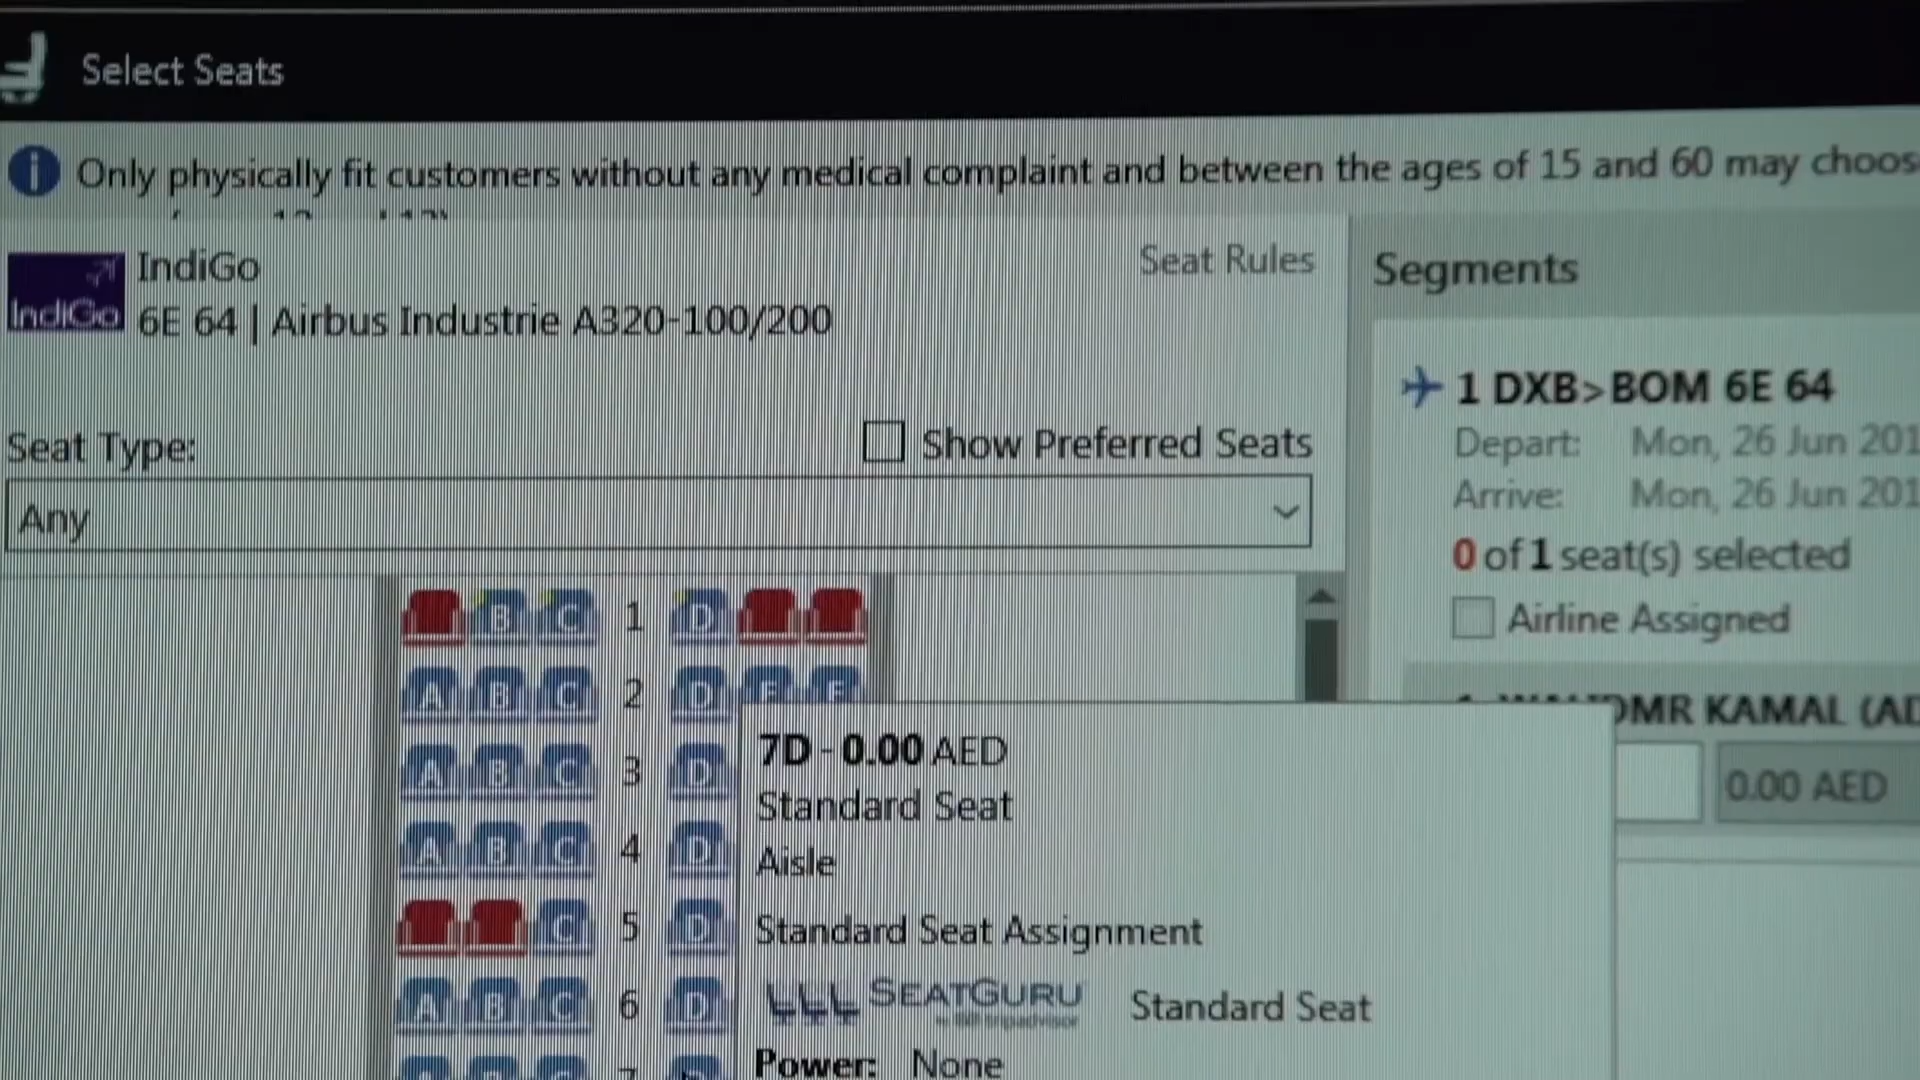 Select Seats
Only physically fit customers without any medical complaint and between the ages of 15 and 60 may choos
IndiGo
IndiGo
6E 64 | Airbus Industrie A320-100/200
Seat Rules
Segments
1 DXB>BOM 6E 64
Depart: Mon, 26 Jun 201
Arrive: Mon, 26 Jun 201
0 of 1 seat(s) selected
Airline Assigned
Seat Type:
Show Preferred Seats
Any
B C 1 D
A B C 2 D E F
A B C 3 D
A B C 4 D
C 5 D
A B C 6 D
KAMAL
0.00 AED
7D - 0.00 AED
Standard Seat
Aisle
Standard Seat Assignment
SEATGURU
tripadvisor
Standard Seat
Power: None